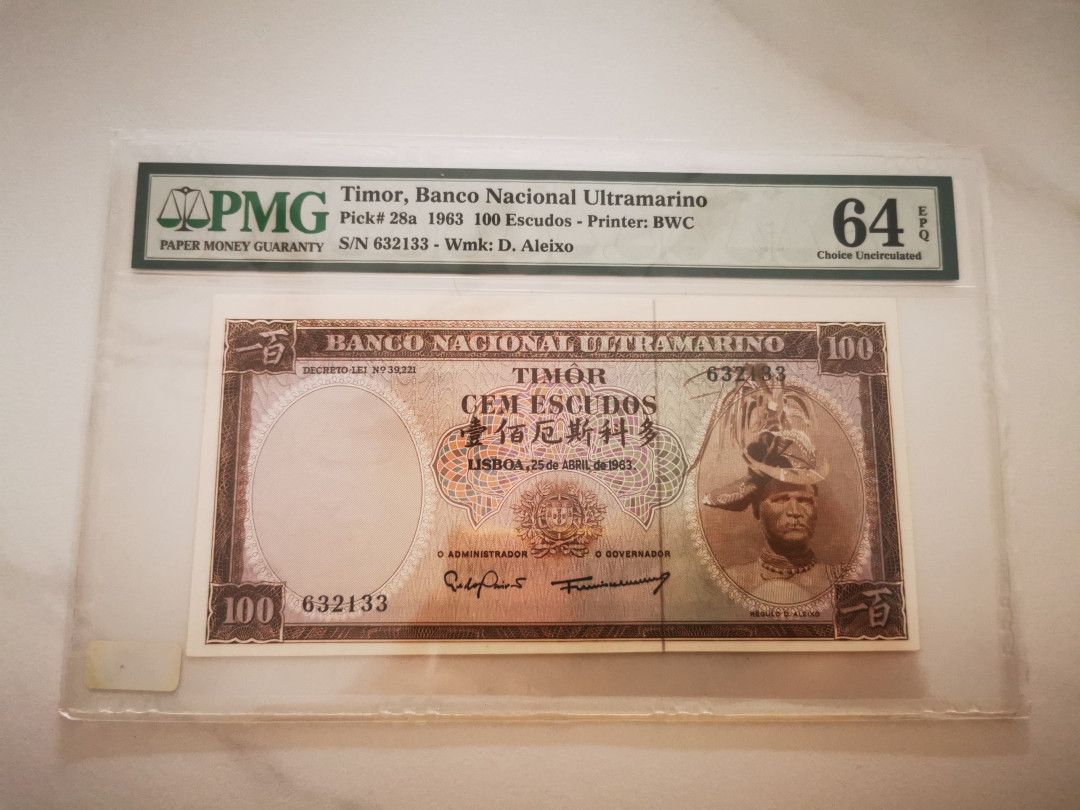 PMG
PAPER MONEY GUARANTY
Timor, Banco Nacional Ultramarino
Pick# 28a 1963 100 Escudos - Printer: BWC
S/N 632133 - Wmk: D. Aleixo
64 EPQ
Choice Uncirculated
一百
BANCO NACIONAL ULTRAMARINO
100
DECRETO-LEI Nº 39,221
TIMÔR
632133
CEM ESCUDOS
壹佰厄斯科多
LISBOA, 25 de ABRIL de 1963.
O ADMINISTRADOR
O GOVERNADOR
100
632133
RÉGULO D. ALEIXO
一百